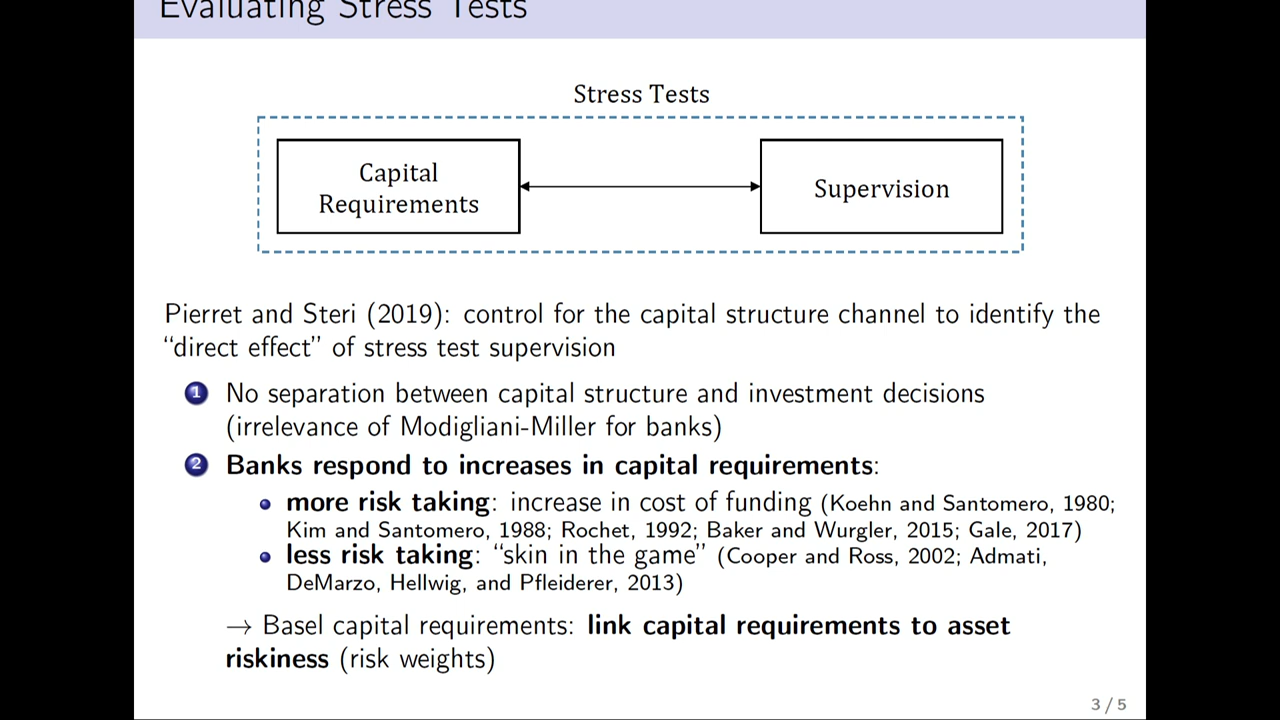 Evaluating Stress Tests
Stress Tests
Capital
Requirements
Supervision
Pierret and Steri (2019): control for the capital structure channel to identify the
“direct effect” of stress test supervision
1 No separation between capital structure and investment decisions
(irrelevance of Modigliani-Miller for banks)
2 Banks respond to increases in capital requirements:
more risk taking: increase in cost of funding (Koehn and Santomero, 1980;
Kim and Santomero, 1988; Rochet, 1992; Baker and Wurgler, 2015; Gale, 2017)
less risk taking: “skin in the game” (Cooper and Ross, 2002; Admati,
DeMarzo, Hellwig, and Pfleiderer, 2013)
→ Basel capital requirements: link capital requirements to asset
riskiness (risk weights)
3 / 5